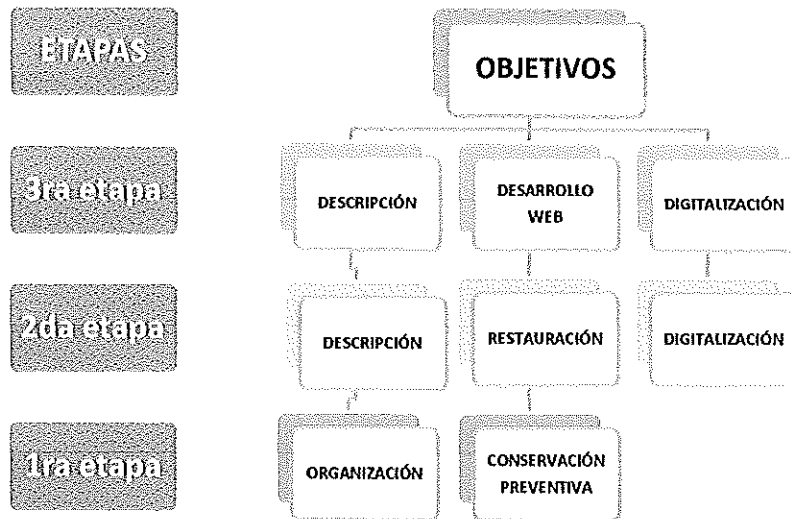 ETAPAS
OBJETIVOS
3ra etapa
DESCRIPCIÓN
DESARROLLO
WEB
DIGITALIZACIÓN
2da etapa
DESCRIPCIÓN
RESTAURACIÓN
DIGITALIZACIÓN
1ra etapa
ORGANIZACIÓN
CONSERVACIÓN
PREVENTIVA